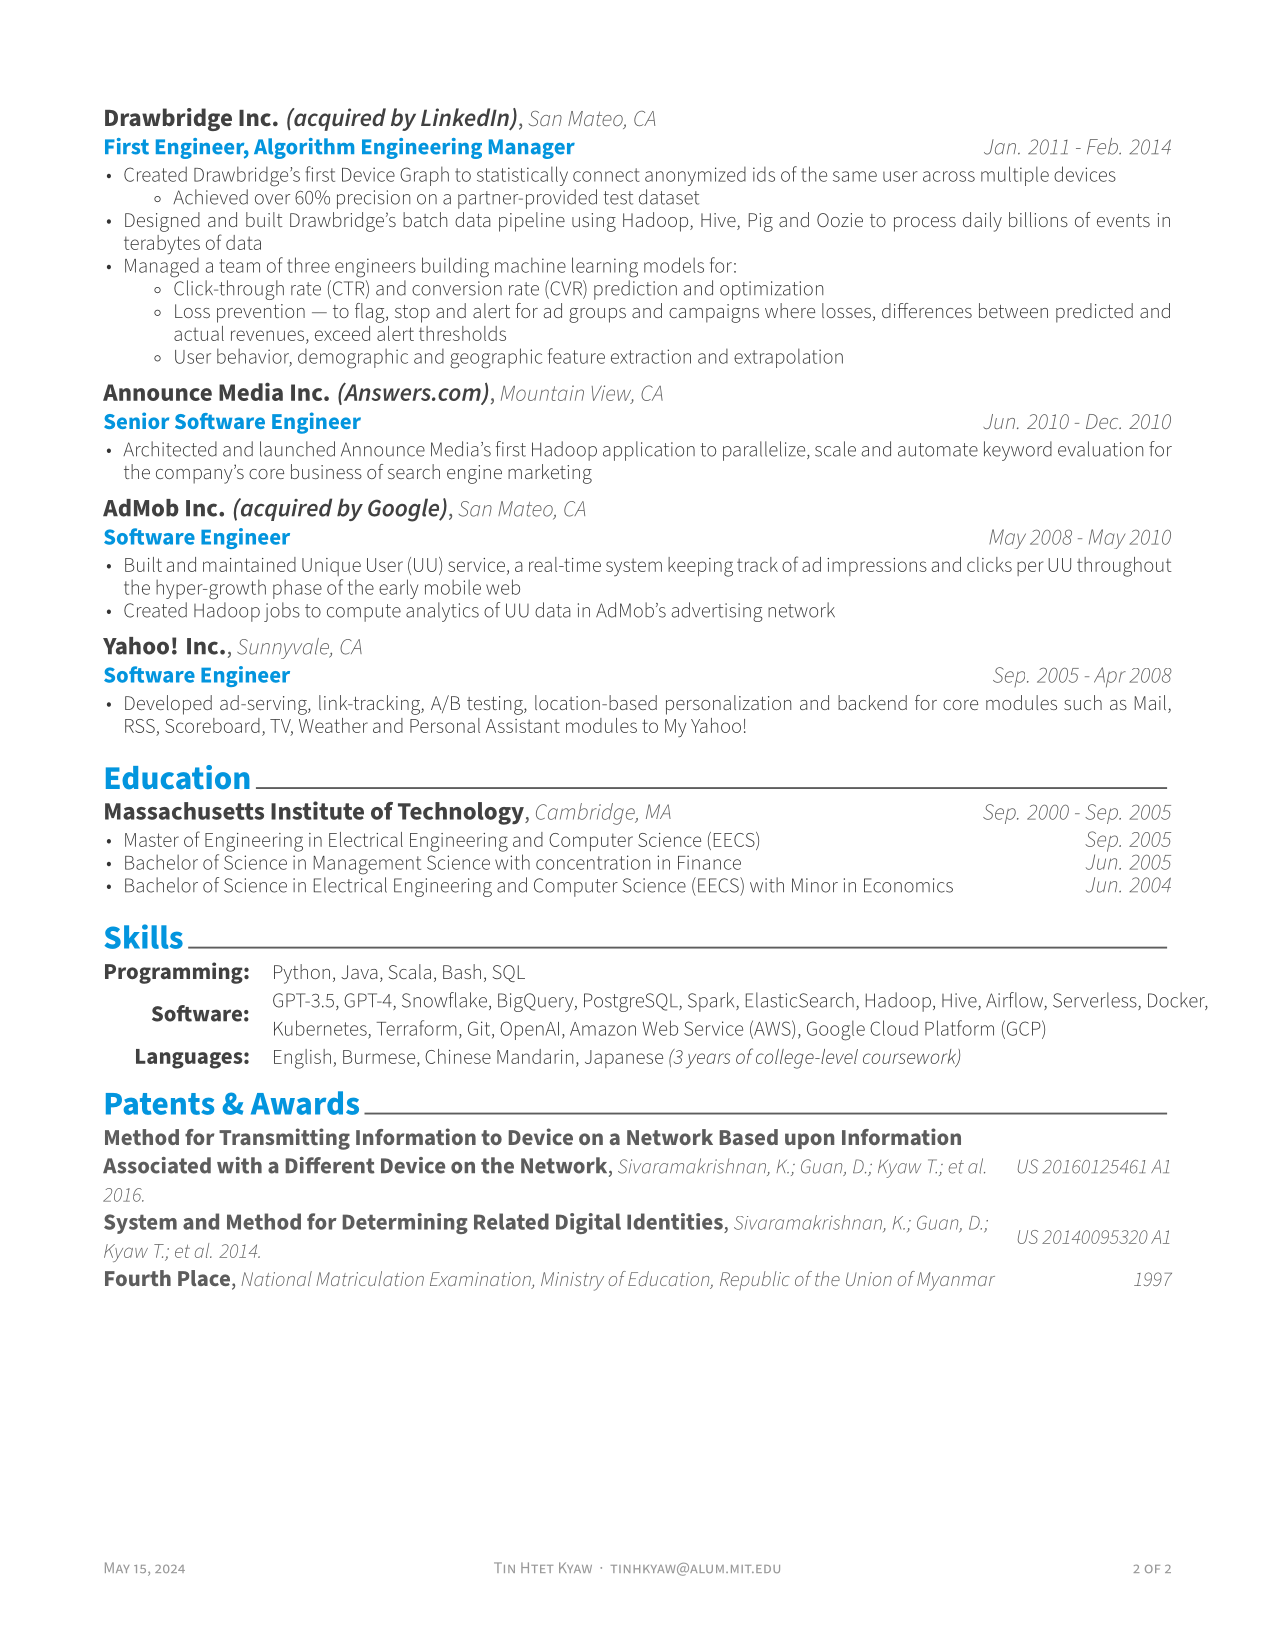 Drawbridge Inc. (acquired by LinkedIn), San Mateo, CA
First Engineer, Algorithm Engineering Manager Jan. 2011 - Feb. 2014
• Created Drawbridge’s first Device Graph to statistically connect anonymized ids of the same user across multiple devices
◦ Achieved over 60% precision on a partner-provided test dataset
• Designed and built Drawbridge’s batch data pipeline using Hadoop, Hive, Pig and Oozie to process daily billions of events in
terabytes of data
• Managed a team of three engineers building machine learning models for:
◦ Click-through rate (CTR) and conversion rate (CVR) prediction and optimization
◦ Loss prevention — to flag, stop and alert for ad groups and campaigns where losses, differences between predicted and
actual revenues, exceed alert thresholds
◦ User behavior, demographic and geographic feature extraction and extrapolation
Announce Media Inc. (Answers.com), Mountain View, CA
Senior Software Engineer Jun. 2010 - Dec. 2010
• Architected and launched Announce Media’s first Hadoop application to parallelize, scale and automate keyword evaluation for
the company’s core business of search engine marketing
AdMob Inc. (acquired by Google), San Mateo, CA
Software Engineer May 2008 - May 2010
• Built and maintained Unique User (UU) service, a real-time system keeping track of ad impressions and clicks per UU throughout
the hyper-growth phase of the early mobile web
• Created Hadoop jobs to compute analytics of UU data in AdMob’s advertising network
Yahoo! Inc., Sunnyvale, CA
Software Engineer Sep. 2005 - Apr 2008
• Developed ad-serving, link-tracking, A/B testing, location-based personalization and backend for core modules such as Mail,
RSS, Scoreboard, TV, Weather and Personal Assistant modules to My Yahoo!
Education
Massachusetts Institute of Technology, Cambridge, MA Sep. 2000 - Sep. 2005
• Master of Engineering in Electrical Engineering and Computer Science (EECS) Sep. 2005
• Bachelor of Science in Management Science with concentration in Finance Jun. 2005
• Bachelor of Science in Electrical Engineering and Computer Science (EECS) with Minor in Economics Jun. 2004
Skills
Programming: Python, Java, Scala, Bash, SQL
Software: GPT-3.5, GPT-4, Snowflake, BigQuery, PostgreSQL, Spark, ElasticSearch, Hadoop, Hive, Airflow, Serverless, Docker,
Kubernetes, Terraform, Git, OpenAI, Amazon Web Service (AWS), Google Cloud Platform (GCP)
Languages: English, Burmese, Chinese Mandarin, Japanese (3 years of college-level coursework)
Patents & Awards
Method for Transmitting Information to Device on a Network Based upon Information
Associated with a Different Device on the Network, Sivaramakrishnan, K.; Guan, D.; Kyaw T.; et al. US 20160125461 A1
2016.
System and Method for Determining Related Digital Identities, Sivaramakrishnan, K.; Guan, D.; US 20140095320 A1
Kyaw T.; et al. 2014.
Fourth Place, National Matriculation Examination, Ministry of Education, Republic of the Union of Myanmar 1997
May 15, 2024 Tin Htet Kyaw · tinhkyaw@alum.mit.edu 2 of 2